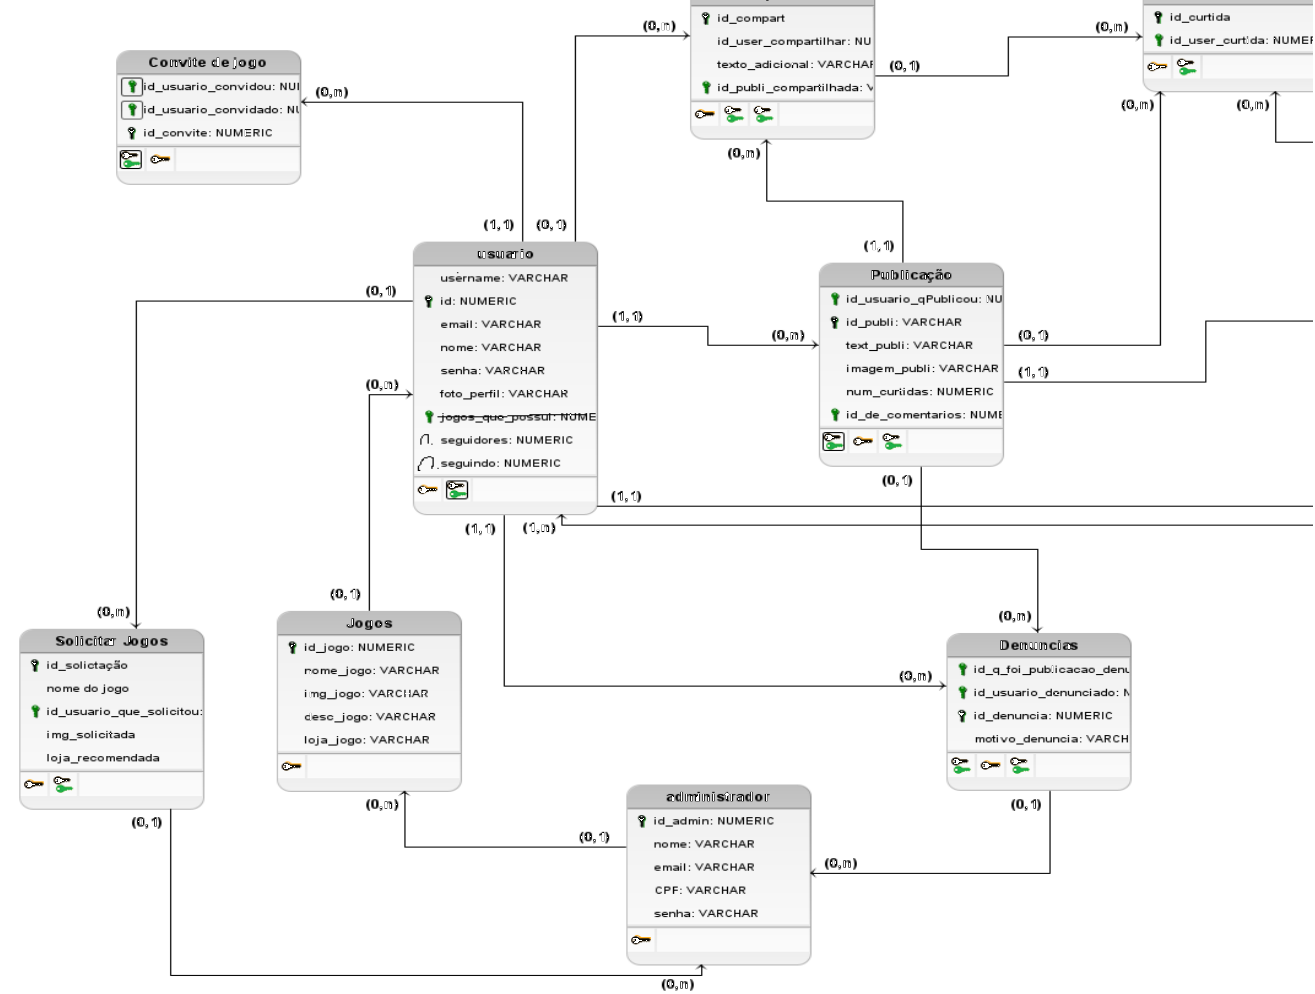 id_compart
id_user_compartilhar: NU
texto_adicional: VARCHAR
id_publi_compartilhada: V
id_curtida
id_user_curtida: NUMER
(0,n)
(0,1)
(0,n)
(0,n)
(0,n)
(0,n)
Convite de jogo
id_usuario_convidou: NUI
id_usuario_convidado: NU
id_convite: NUMERIC
(0,n)
(1,1)
(0,1)
(1,1)
usuario
username: VARCHAR
id: NUMERIC
email: VARCHAR
nome: VARCHAR
senha: VARCHAR
foto_perfil: VARCHAR
jogos_que_possui: NUME
seguidores: NUMERIC
seguindo: NUMERIC
(0,1)
(0,n)
(1,1)
(0,n)
(1,1)
(1,1)
(1,n)
Publicação
id_usuario_qPublicou: NU
id_publi: VARCHAR
text_publi: VARCHAR
imagem_publi: VARCHAR
num_curtidas: NUMERIC
id_de_comentarios: NUME
(0,1)
(1,1)
(0,1)
(0,n)
(0,1)
(0,n)
(0,n)
Solicitar Jogos
id_solictação
nome do jogo
id_usuario_que_solicitou:
img_solicitada
loja_recomendada
(0,1)
Jogos
id_jogo: NUMERIC
nome_jogo: VARCHAR
img_jogo: VARCHAR
desc_jogo: VARCHAR
loja_jogo: VARCHAR
(0,n)
(0,1)
Denuncias
id_q_foi_publicacao_denu
id_usuario_denunciado: N
id_denuncia: NUMERIC
motivo_denuncia: VARCH
(0,1)
(0,n)
administrador
id_admin: NUMERIC
nome: VARCHAR
email: VARCHAR
CPF: VARCHAR
senha: VARCHAR
(0,n)